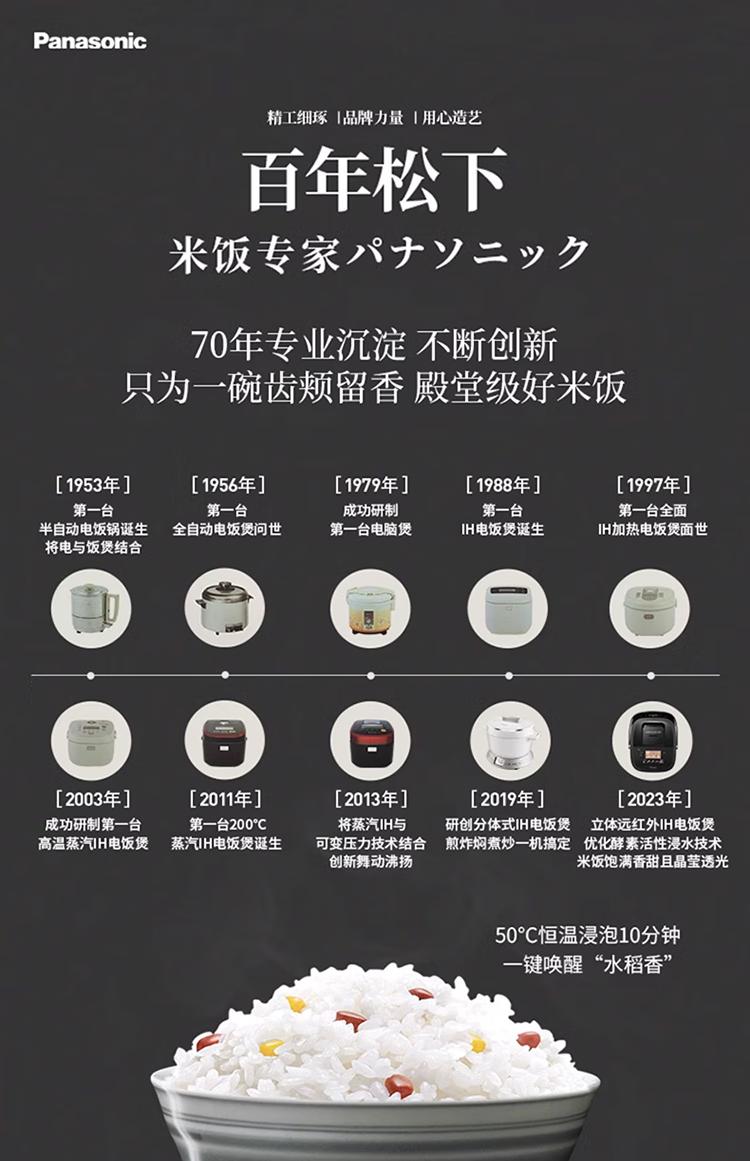 Panasonic
精工细琢 | 品牌力量 | 用心造艺
百年松下
米饭专家パナソニック
70年专业沉淀 不断创新
只为一碗齿颊留香 殿堂级好米饭
[1953年]
第一台
半自动电饭锅诞生
将电与饭煲结合
[1956年]
第一台
全自动电饭煲问世
[1979年]
成功研制
第一台电脑煲
[1988年]
第一台
IH电饭煲诞生
[1997年]
第一台全面
IH加热电饭煲面世
[2003年]
成功研制第一台
高温蒸汽IH电饭煲
[2011年]
第一台200℃
蒸汽IH电饭煲诞生
[2013年]
将蒸汽IH与
可变压力技术结合
创新舞动沸扬
[2019年]
研创分体式IH电饭煲
煎炸焖煮炒一机搞定
[2023年]
立体远红外IH电饭煲
优化酵素活性浸水技术
米饭饱满香甜且晶莹透光
50℃恒温浸泡10分钟
一键唤醒“水稻香”